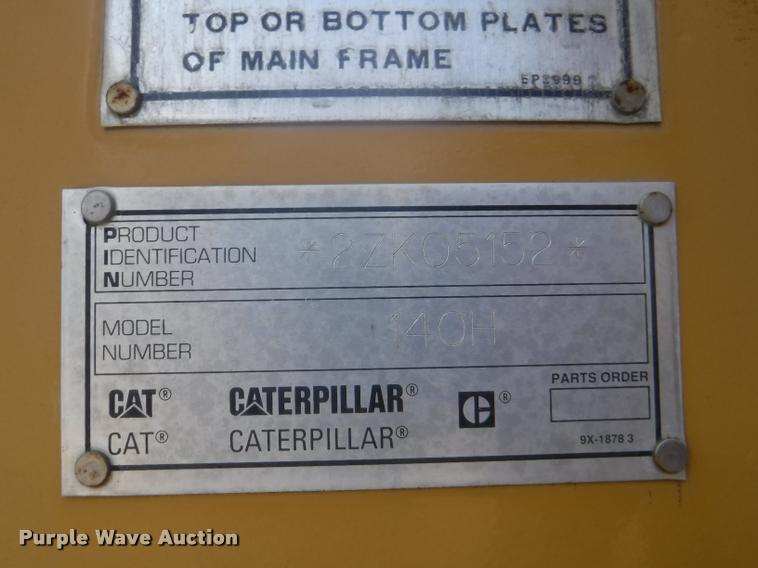 TOP OR BOTTOM PLATES
OF MAIN FRAME
PRODUCT
IDENTIFICATION
NUMBER
*2ZK05152*
MODEL
NUMBER
140H
PARTS ORDER
CAT® CATERPILLAR® ®
CAT® CATERPILLAR®
9X-1878 3
Purple Wave Auction